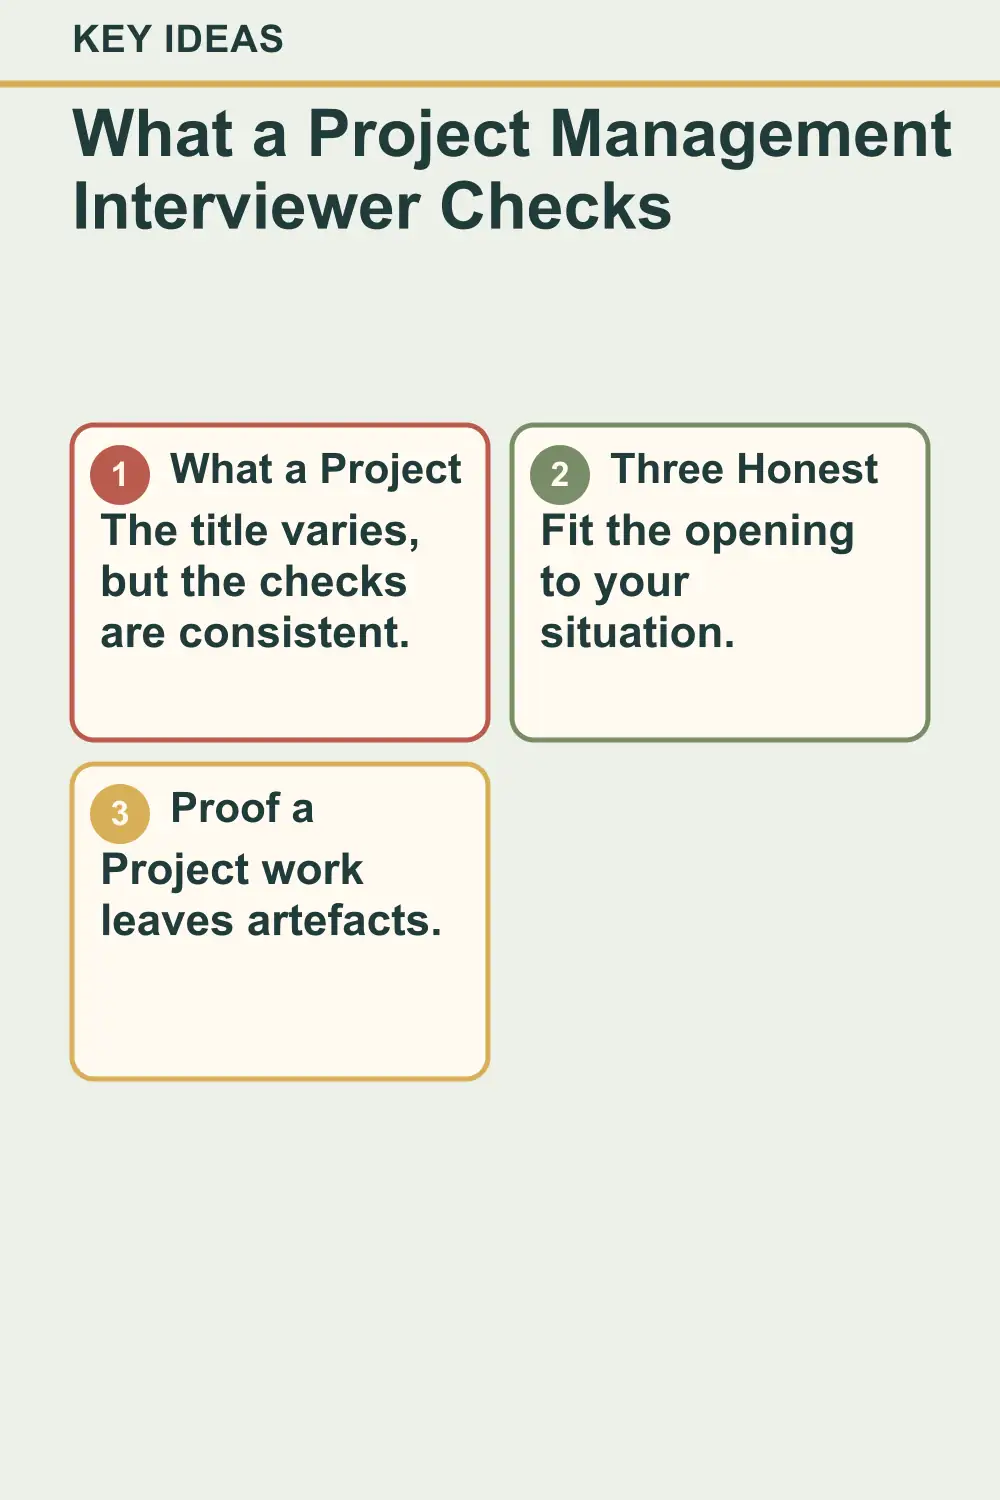 KEY IDEAS
What a Project Management
Interviewer Checks
1 What a Project
The title varies,
but the checks
are consistent.
2 Three Honest
Fit the opening
to your
situation.
3 Proof a
Project work
leaves artefacts.